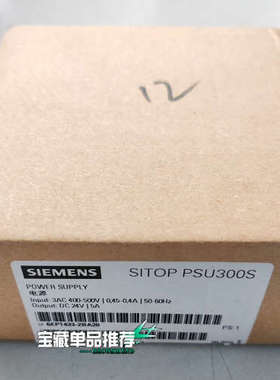 12
SIEMENS
SITOP PSU300S
POWER SUPPLY
电源
Input: 3AC 400-500V | 0,45-0,4A | 50-60Hz
Output: DC 24V | 5A
宝藏单品推荐